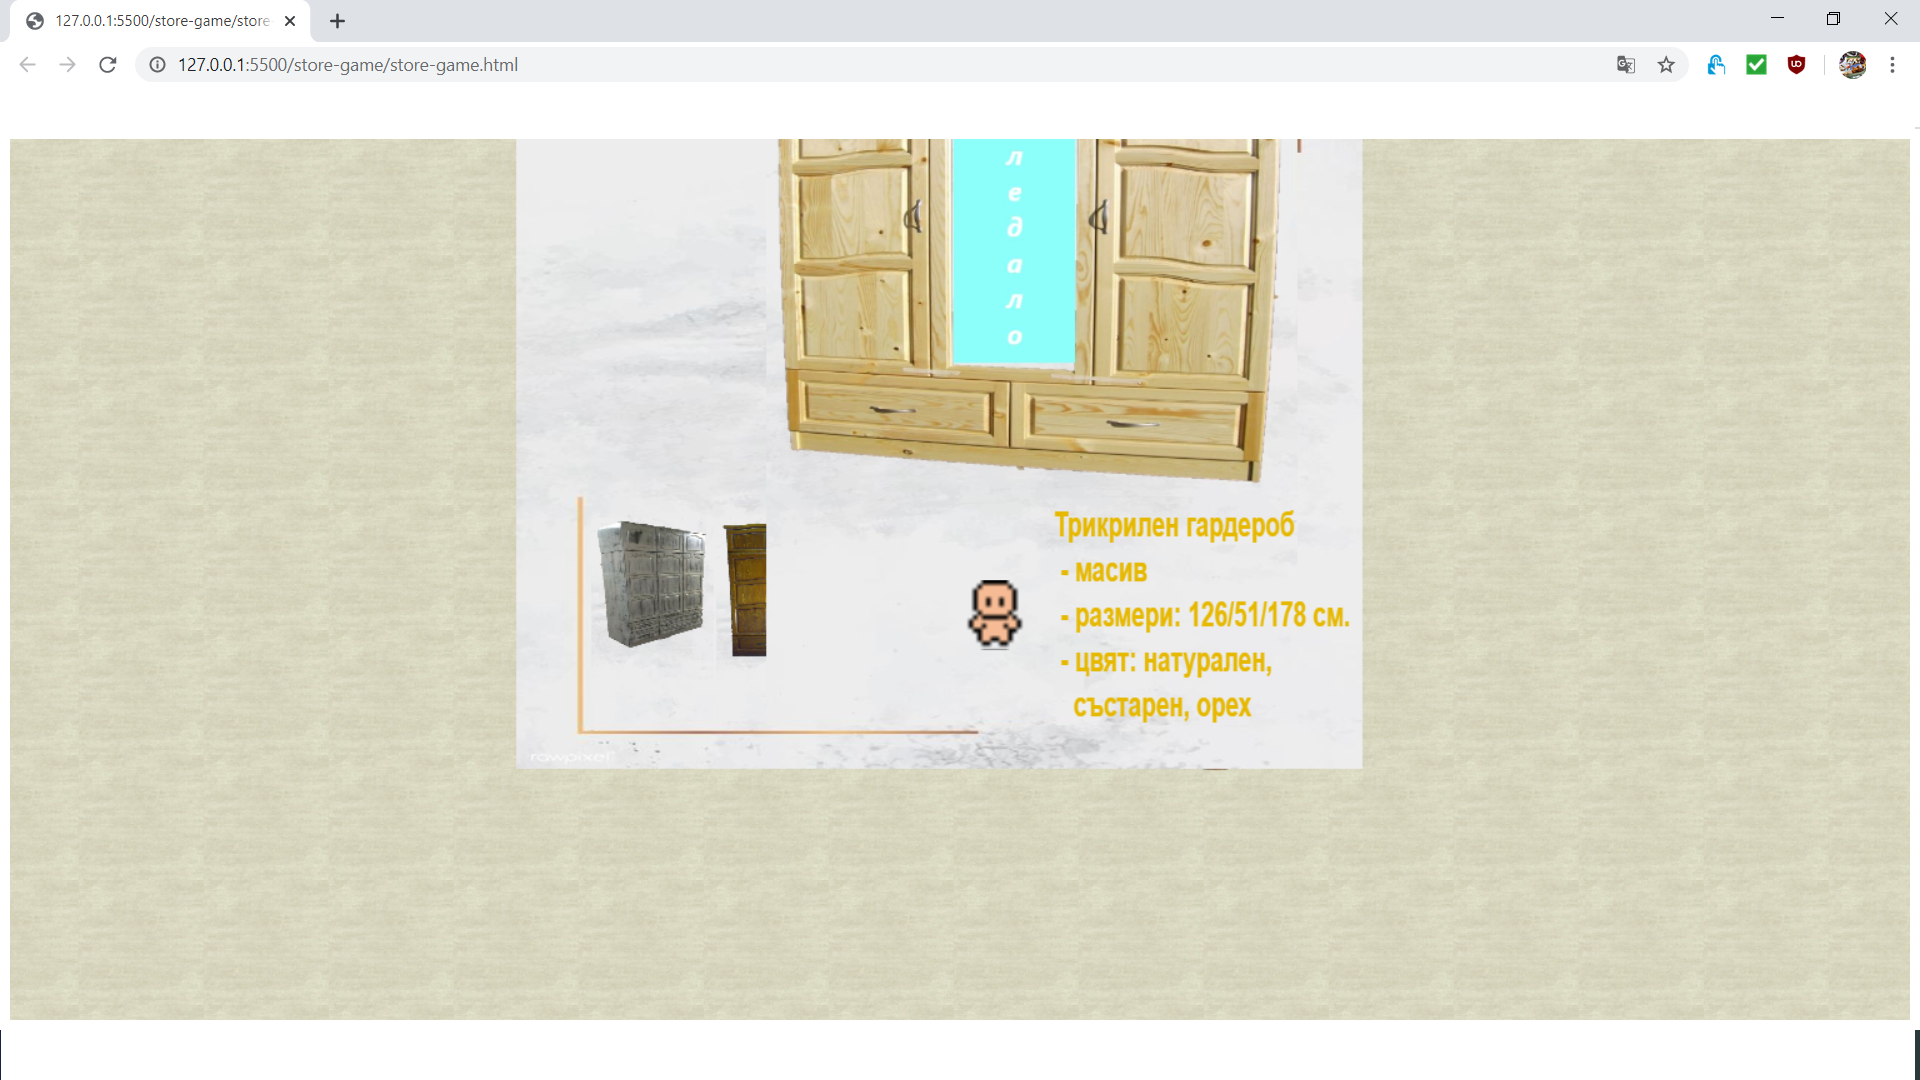 127.0.0.1:5500/store-game/store-
127.0.0.1:5500/store-game/store-game.html
л
е
д
а
л
о
Трикрилен гардероб
- масив
- размери: 126/51/178 см.
- цвят: натурален,
състарен, орех
rawpixel